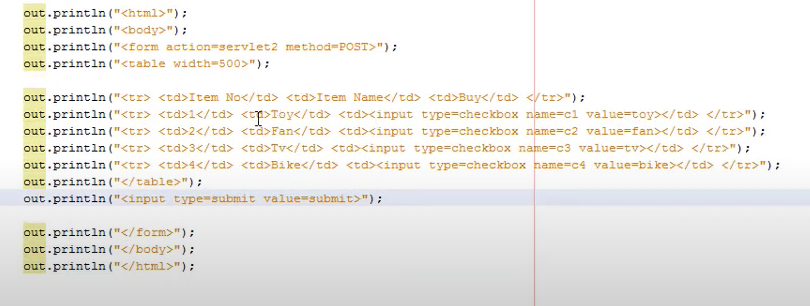 out.println("<html>");
out.println("<body>");
out.println("<form action=servlet2 method=POST>");
out.println("<table width=500>");
out.println("<tr> <td>Item No</td> <td>Item Name</td> <td>Buy</td> </tr>");
out.println("<tr> <td>1</td> <td>Toy</td> <td><input type=checkbox name=c1 value=toy></td> </tr>");
out.println("<tr> <td>2</td> <td>Fan</td> <td><input type=checkbox name=c2 value=fan></td> </tr>");
out.println("<tr> <td>3</td> <td>Tv</td> <td><input type=checkbox name=c3 value=tv></td> </tr>");
out.println("<tr> <td>4</td> <td>Bike</td> <td><input type=checkbox name=c4 value=bike></td> </tr>");
out.println("</table>");
out.println("<input type=submit value=submit>");
out.println("</form>");
out.println("</body>");
out.println("</html>");